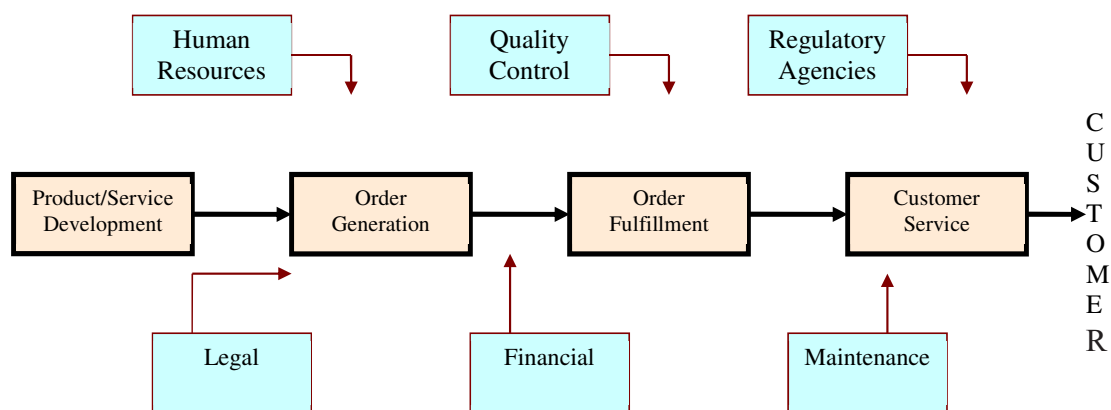 Human
Resources
Quality
Control
Regulatory
Agencies
Product/Service
Development
Order
Generation
Order
Fulfillment
Customer
Service
C
U
S
T
O
M
E
R
Legal
Financial
Maintenance